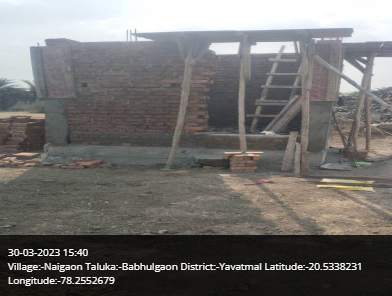 30-03-2023 15:40
Village:-Naigaon Taluka:-Babhulgaon District:-Yavatmal Latitude:-20.5338231
Longitude:-78.2552679